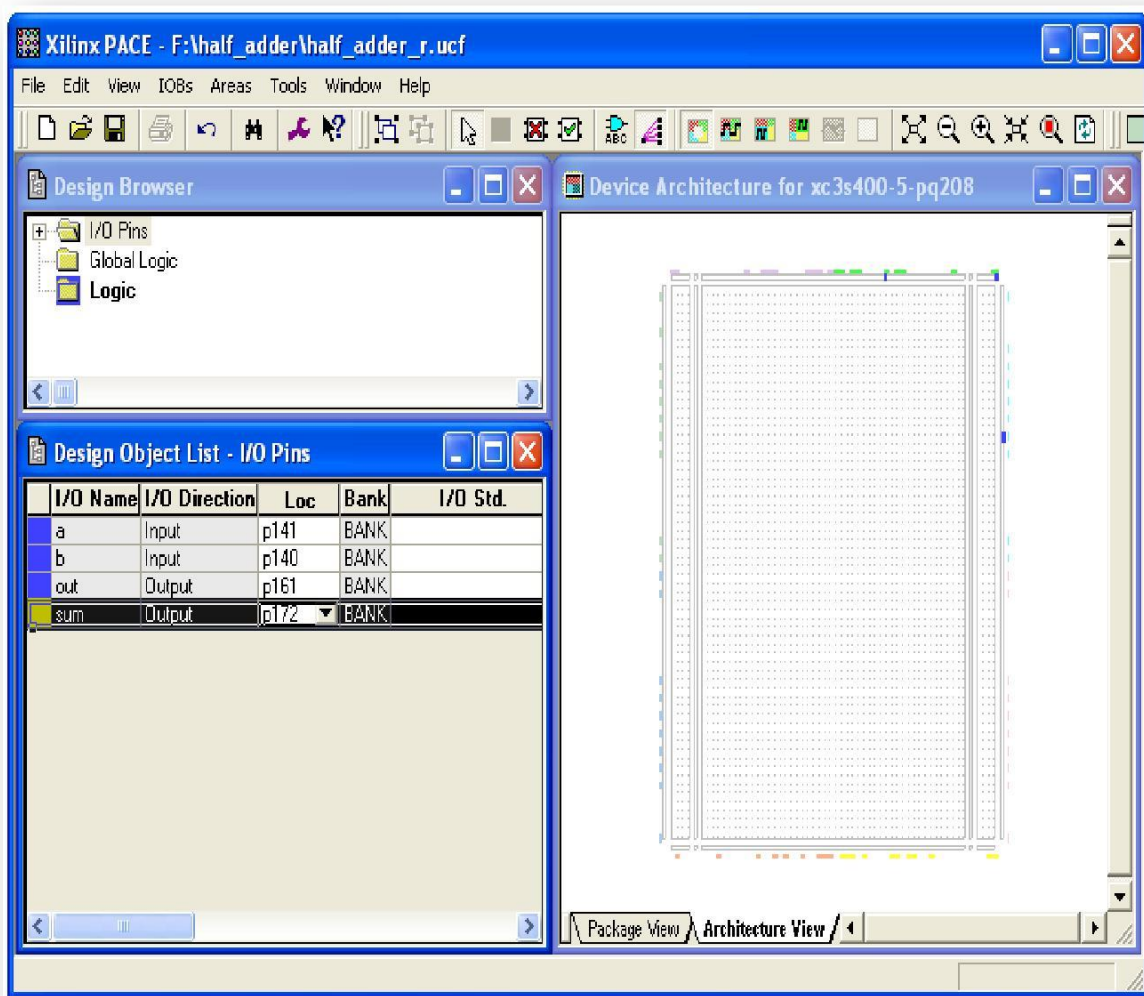 Xilinx PACE - F:\half_adder\half_adder_r.ucf
File Edit View IOBs Areas Tools Window Help
ABC
Design Browser
I/O Pins
Global Logic
Logic
Design Object List - I/O Pins
I/O Name I/O Direction Loc Bank I/O Std.
a Input p141 BANK
b Input p140 BANK
out Output p161 BANK
sum Output p172 BANK
Device Architecture for xc3s400-5-pq208
Package View Architecture View